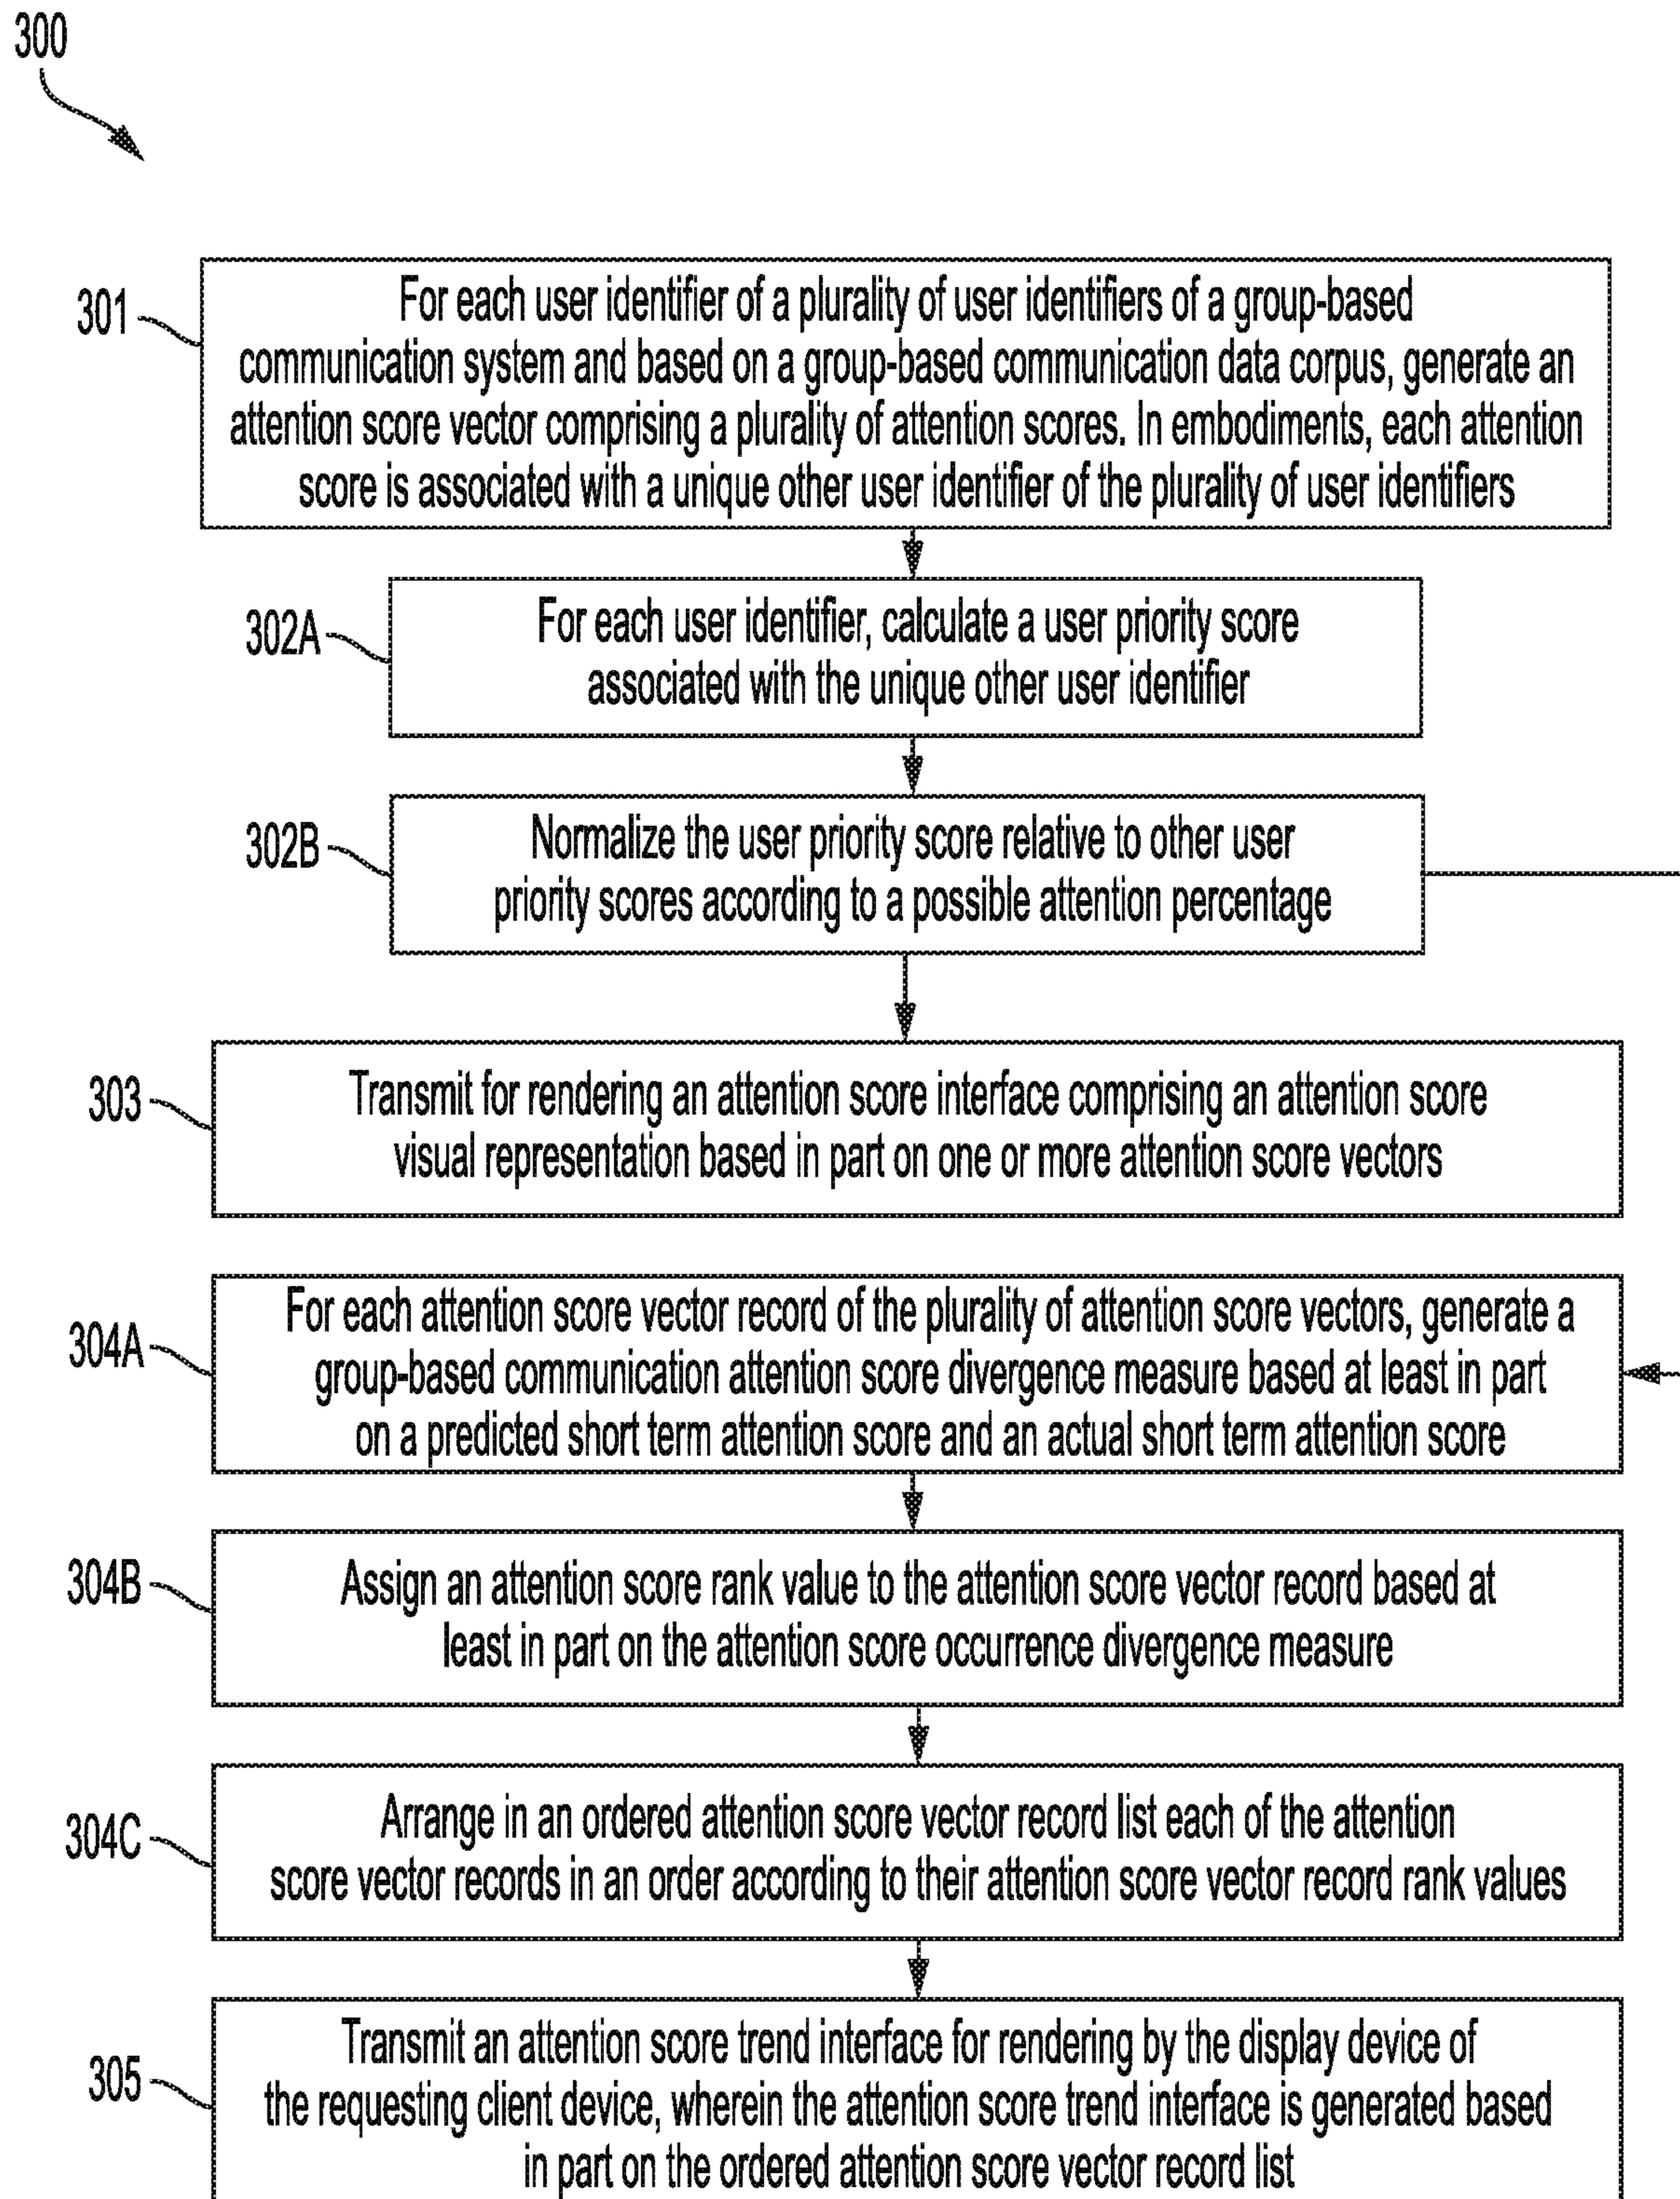 300
301
For each user identifier of a plurality of user identifiers of a group-based
communication system and based on a group-based communication data corpus, generate an
attention score vector comprising a plurality of attention scores. In embodiments, each attention
score is associated with a unique other user identifier of the plurality of user identifiers
302A
For each user identifier, calculate a user priority score
associated with the unique other user identifier
302B
Normalize the user priority score relative to other user
priority scores according to a possible attention percentage
303
Transmit for rendering an attention score interface comprising an attention score
visual representation based in part on one or more attention score vectors
304A
For each attention score vector record of the plurality of attention score vectors, generate a
group-based communication attention score divergence measure based at least in part
on a predicted short term attention score and an actual short term attention score
304B
Assign an attention score rank value to the attention score vector record based at
least in part on the attention score occurrence divergence measure
304C
Arrange in an ordered attention score vector record list each of the attention
score vector records in an order according to their attention score vector record rank values
305
Transmit an attention score trend interface for rendering by the display device of
the requesting client device, wherein the attention score trend interface is generated based
in part on the ordered attention score vector record list